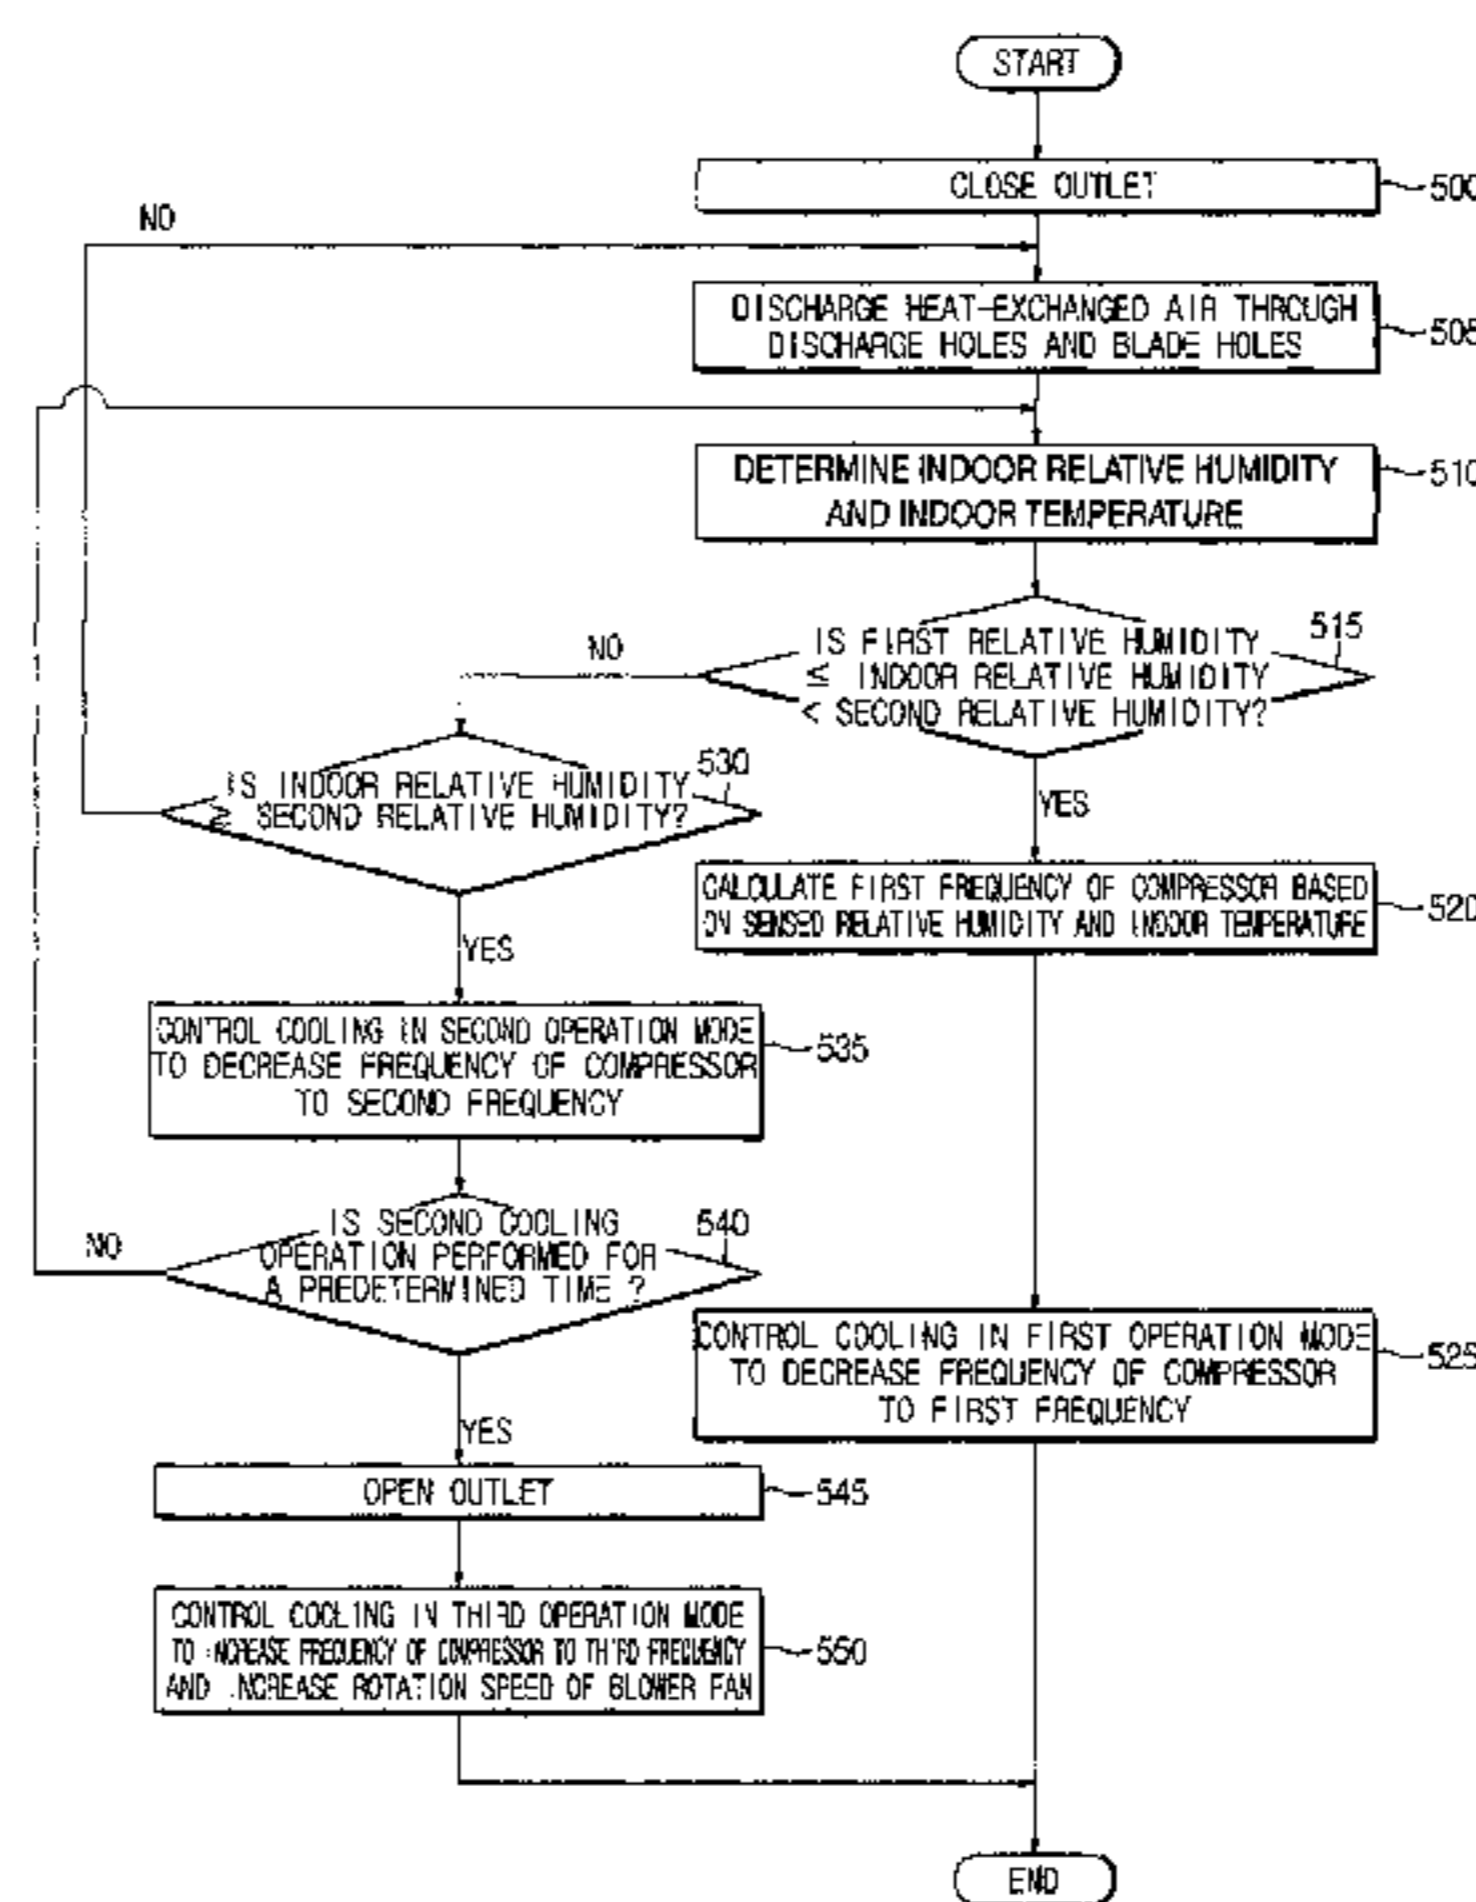 START
CLOSE OUTLET
500
NO
DISCHARGE HEAT-EXCHANGED AIR THROUGH
DISCHARGE HOLES AND BLADE HOLES
505
DETERMINE INDOOR RELATIVE HUMIDITY
AND INDOOR TEMPERATURE
510
IS FIRST RELATIVE HUMIDITY
≤ INDOOR RELATIVE HUMIDITY
< SECOND RELATIVE HUMIDITY?
515
NO
IS INDOOR RELATIVE HUMIDITY
≥ SECOND RELATIVE HUMIDITY?
530
YES
CALCULATE FIRST FREQUENCY OF COMPRESSOR BASED
ON SENSED RELATIVE HUMIDITY AND INDOOR TEMPERATURE
520
YES
CONTROL COOLING IN SECOND OPERATION MODE
TO DECREASE FREQUENCY OF COMPRESSOR
TO SECOND FREQUENCY
535
IS SECOND COOLING
OPERATION PERFORMED FOR
A PREDETERMINED TIME ?
540
NO
CONTROL COOLING IN FIRST OPERATION MODE
TO DECREASE FREQUENCY OF COMPRESSOR
TO FIRST FREQUENCY
525
YES
OPEN OUTLET
545
CONTROL COOLING IN THIRD OPERATION MODE
TO INCREASE FREQUENCY OF COMPRESSOR TO THIRD FREQUENCY
AND INCREASE ROTATION SPEED OF BLOWER FAN
550
END